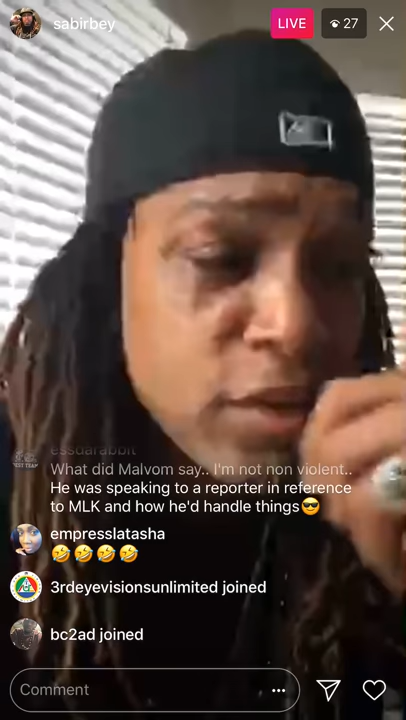 sabirbey
LIVE
27
essdarabbit
What did Malvom say.. I'm not non violent..
He was speaking to a reporter in reference
to MLK and how he'd handle things😎
empresslatasha
🤣🤣🤣🤣
3rdeyevisionsunlimited joined
bc2ad joined
Comment